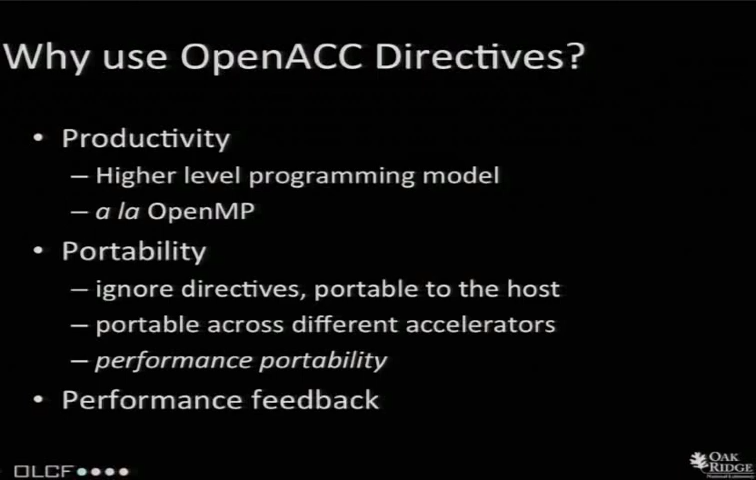 Why use OpenACC Directives?
• Productivity
– Higher level programming model
– a la OpenMP
• Portability
– ignore directives, portable to the host
– portable across different accelerators
– performance portability
• Performance feedback
OLCF
OAK
RIDGE